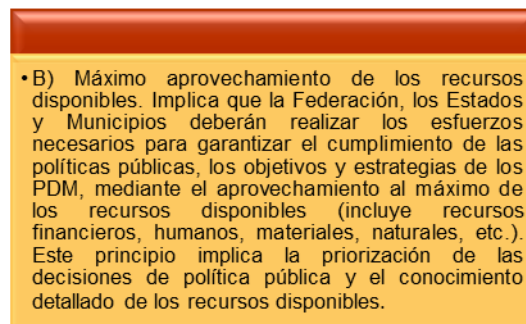 • B) Máximo aprovechamiento de los recursos
disponibles. Implica que la Federación, los Estados
y Municipios deberán realizar los esfuerzos
necesarios para garantizar el cumplimiento de las
políticas públicas, los objetivos y estrategias de los
PDM, mediante el aprovechamiento al máximo de
los recursos disponibles (incluye recursos
financieros, humanos, materiales, naturales, etc.).
Este principio implica la priorización de las
decisiones de política pública y el conocimiento
detallado de los recursos disponibles.